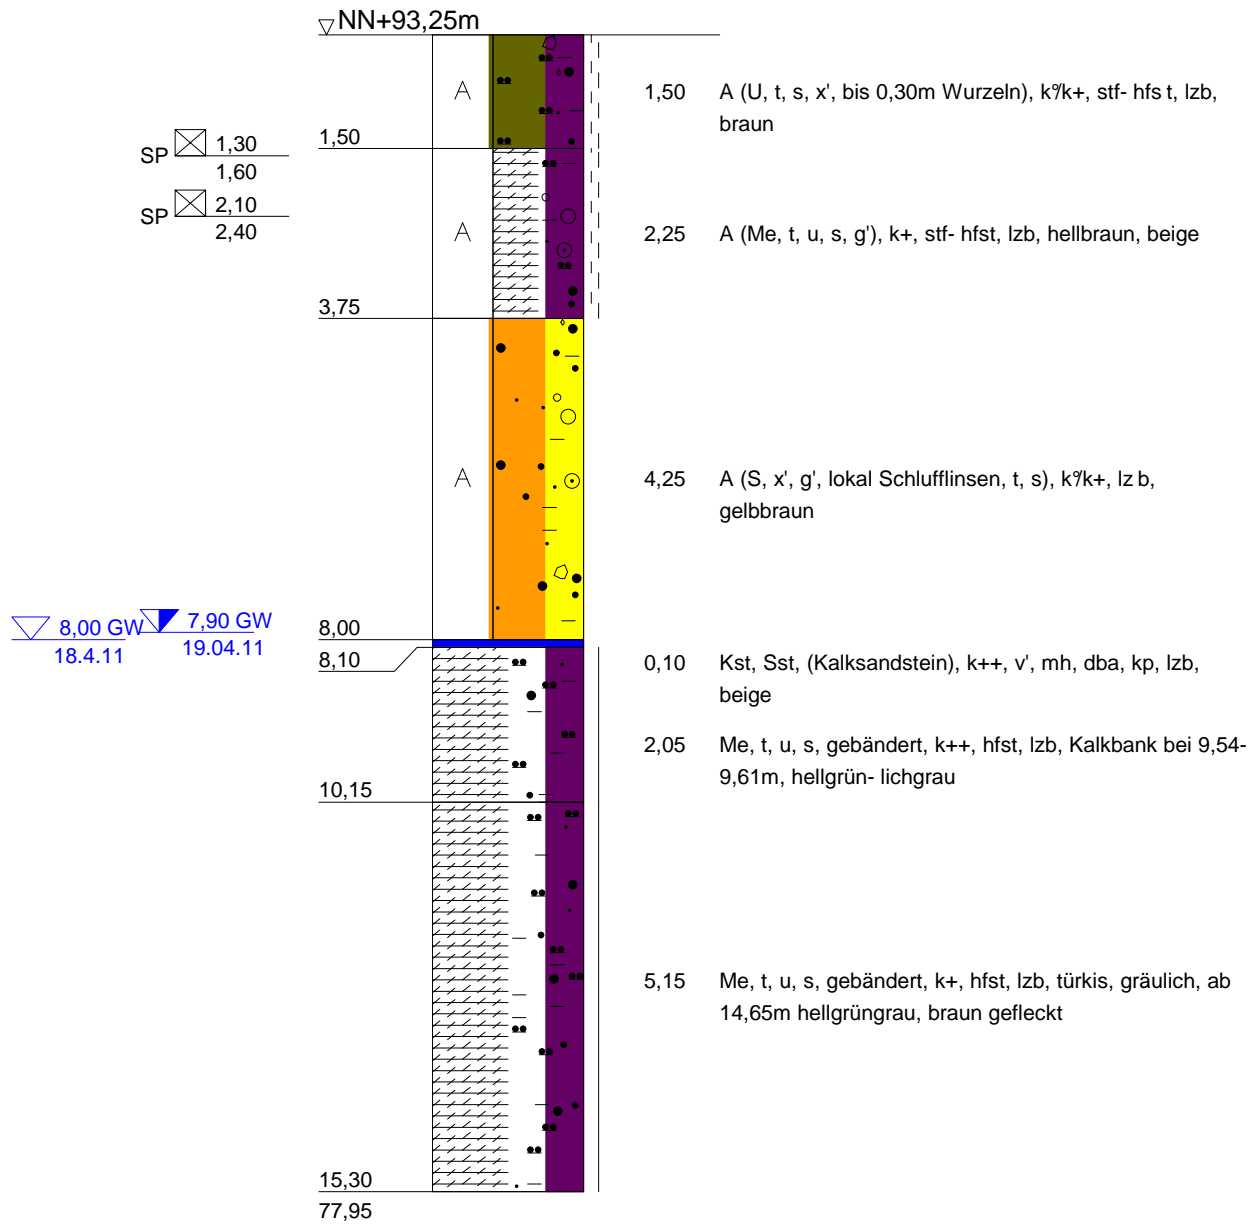 NN+93,25m
A
1,50 A (U, t, s, x', bis 0,30m Wurzeln), k°/k+, stf- hfst, lzb,
braun
1,50
SP 1,30
1,60
SP 2,10
2,40
A
2,25 A (Me, t, u, s, g'), k+, stf- hfst, lzb, hellbraun, beige
3,75
A
4,25 A (S, x', g', lokal Schlufflinsen, t, s), k°/k+, lzb,
gelbbraun
8,00 GW
18.4.11
7,90 GW
19.04.11
8,00
8,10
0,10 Kst, Sst, (Kalksandstein), k++, v', mh, dba, kp, lzb,
beige
2,05 Me, t, u, s, gebändert, k++, hfst, lzb, Kalkbank bei 9,54-
9,61m, hellgrün- lichgrau
10,15
5,15 Me, t, u, s, gebändert, k+, hfst, lzb, türkis, gräulich, ab
14,65m hellgrüngrau, braun gefleckt
15,30
77,95